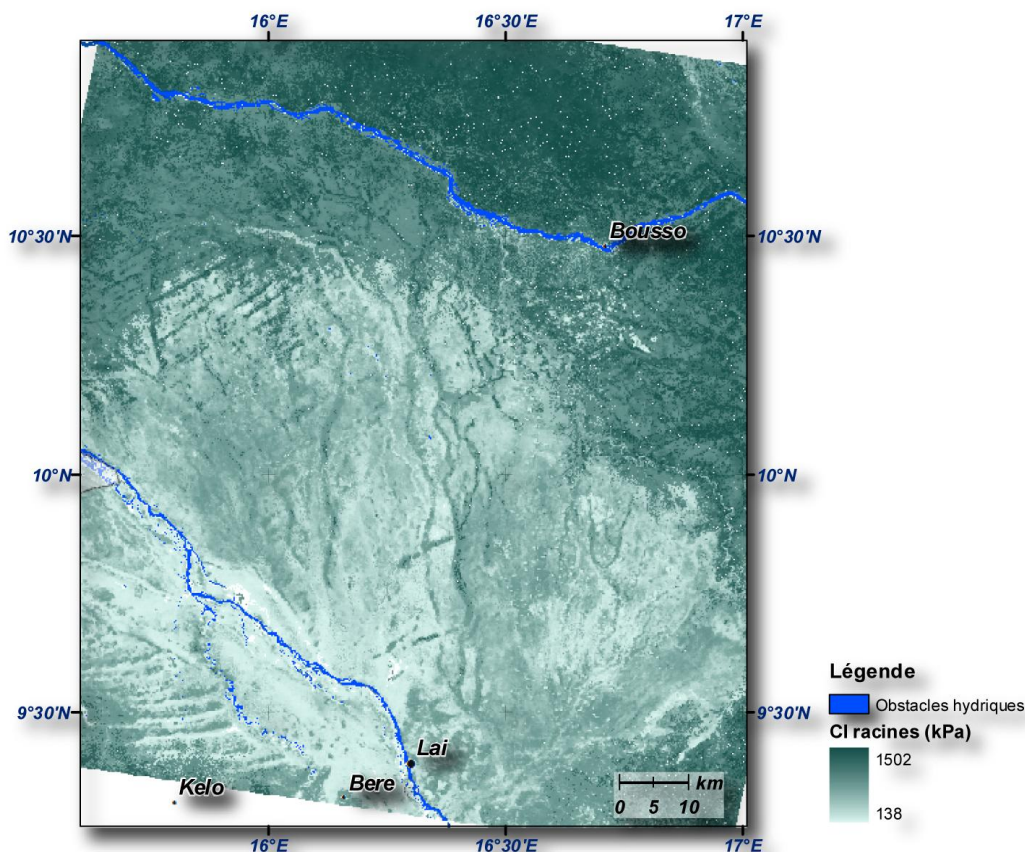 16°E 16°30'E 17°E
Bousso
10°30'N 10°30'N
10°N 10°N
9°30'N 9°30'N
Lai
Bere
Kelo
km
0 5 10
16°E 16°30'E 17°E
Légende
Obstacles hydriques
CI racines (kPa)
1502
138